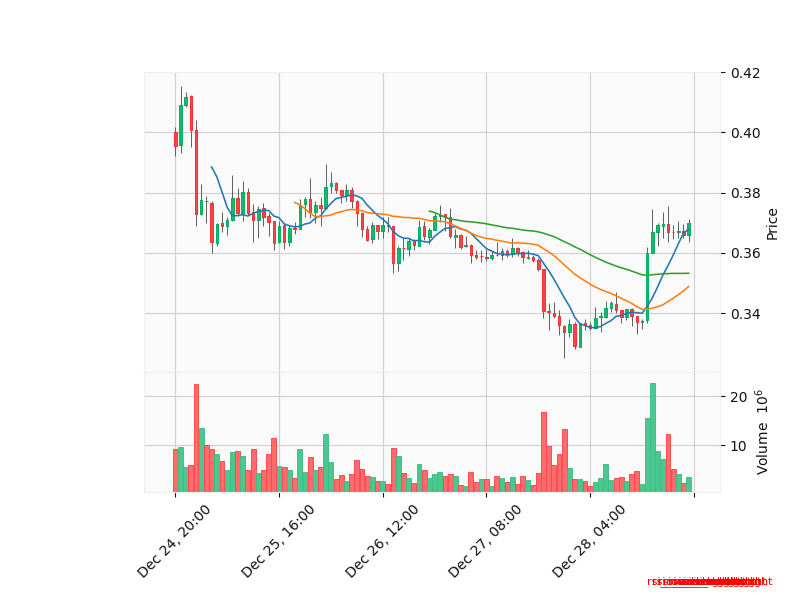 0.42
0.40
0.38
0.36
0.34
Price
20
10
Volume 10^6
Dec 24, 20:00
Dec 25, 16:00
Dec 26, 12:00
Dec 27, 08:00
Dec 28, 04:00